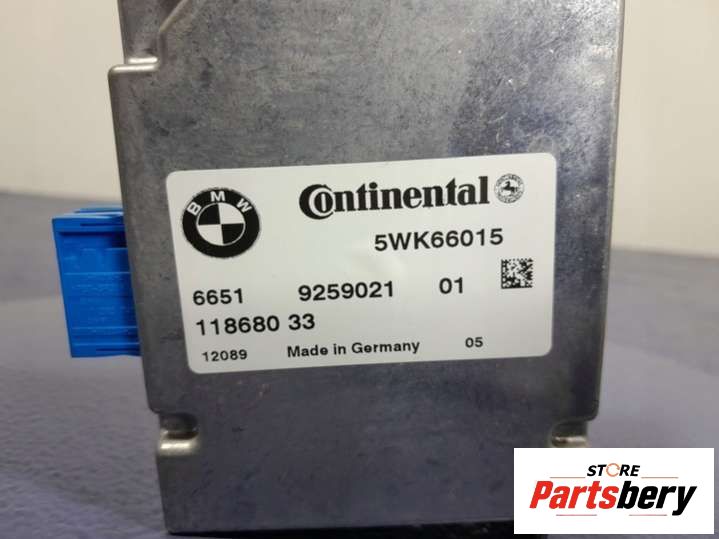 BMW
Continental
5WK66015
6651 9259021 01
118680 33
12089 Made in Germany 05
STORE
Partsbery